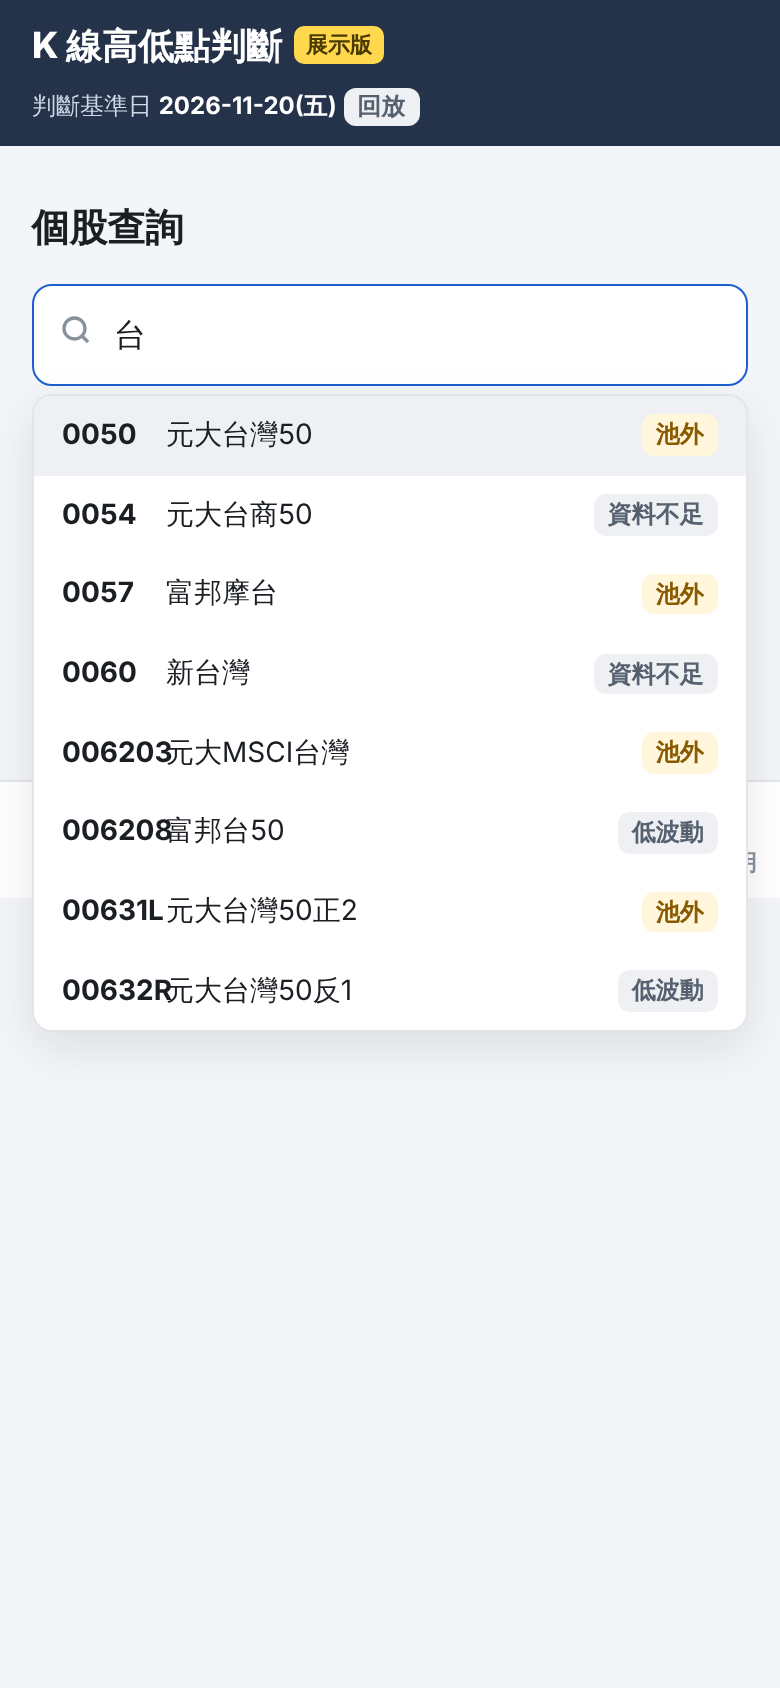 K 線高低點判斷 展示版
判斷基準日 2026-11-20(五) 回放
個股查詢
台
0050 元大台灣50 池外
0054 元大台商50 資料不足
0057 富邦摩台 池外
0060 新台灣 資料不足
006203 元大MSCI台灣 池外
006208 富邦台50 低波動
00631L 元大台灣50正2 池外
00632R 元大台灣50反1 低波動